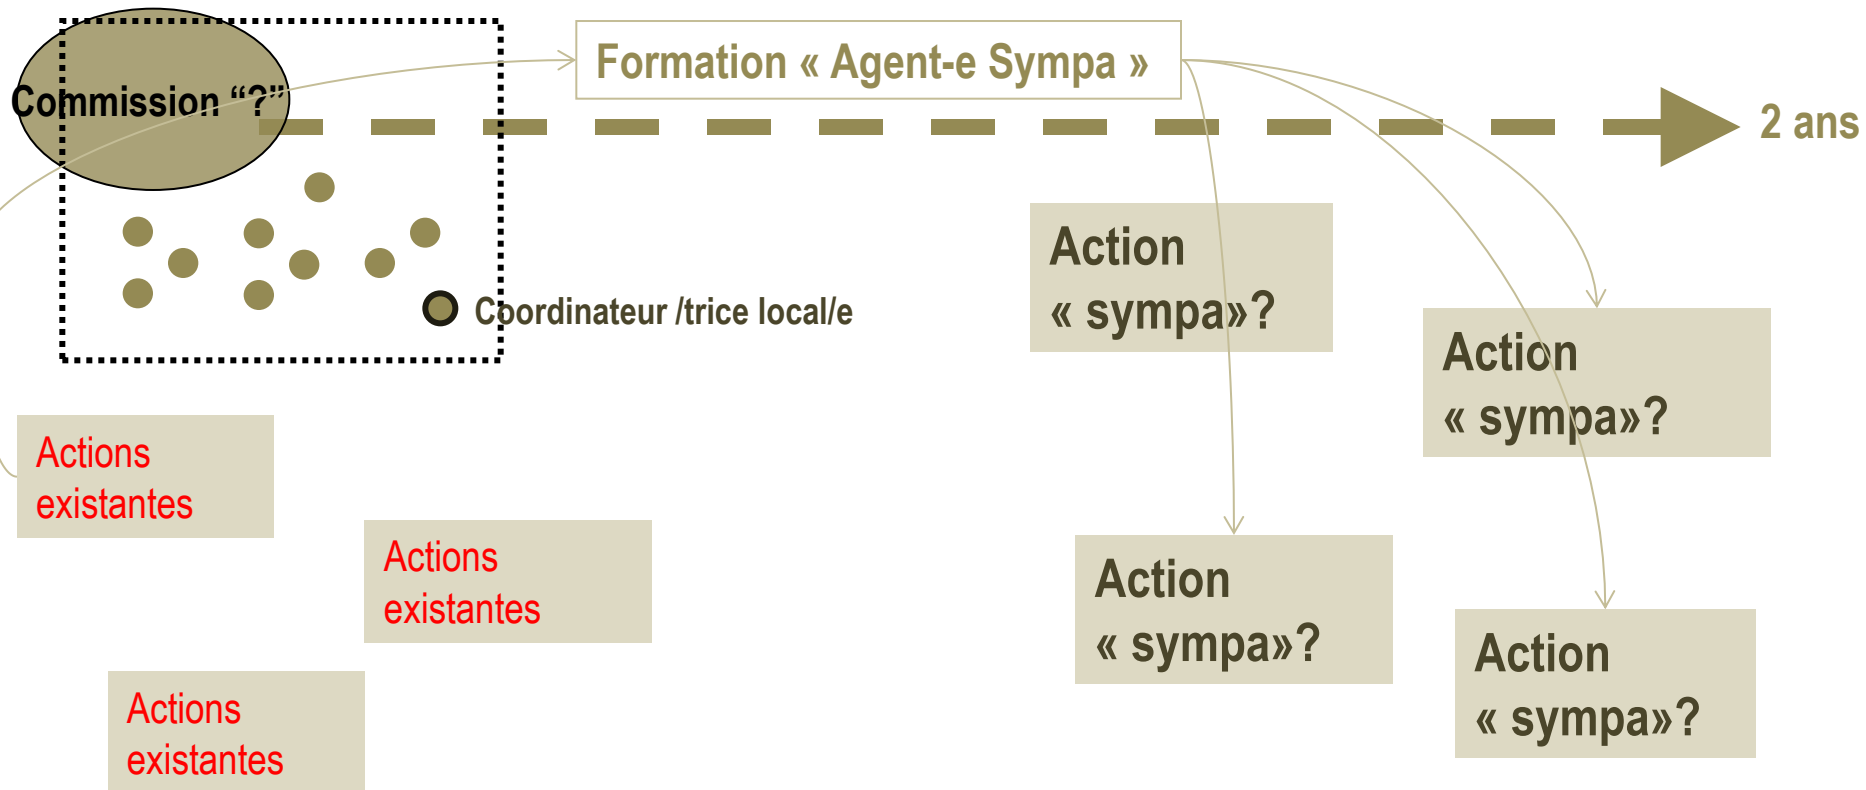 Formation « Agent-e Sympa »
Commission “?”
2 ans
Coordinateur /trice local/e
Action
« sympa»?
Action
« sympa»?
Actions
existantes
Actions
existantes
Action
« sympa»?
Action
« sympa»?
Actions
existantes